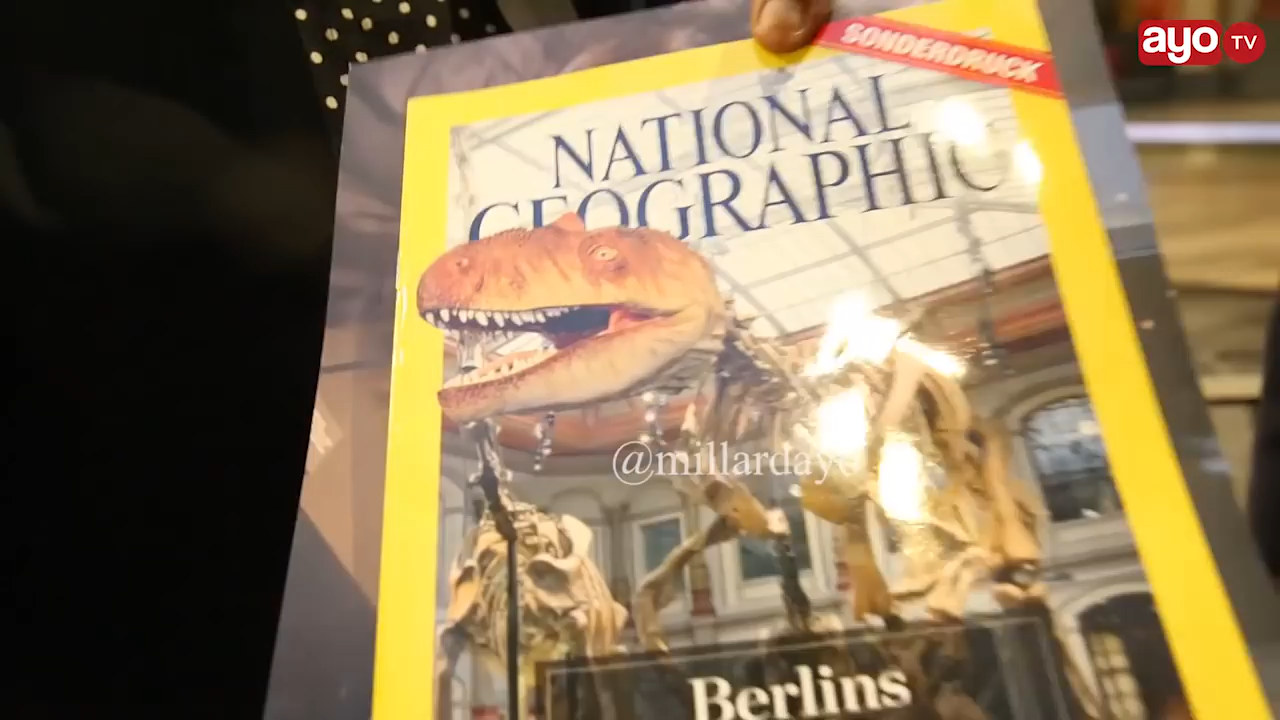 ayo TV
SONDERDRUCK
NATIONAL
GEOGRAPHIC
@millardayo
Berlins